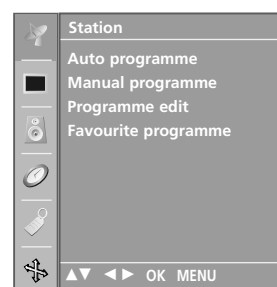 Station
Auto programme
Manual programme
Programme edit
Favourite programme
▲▼ ◄► OK MENU